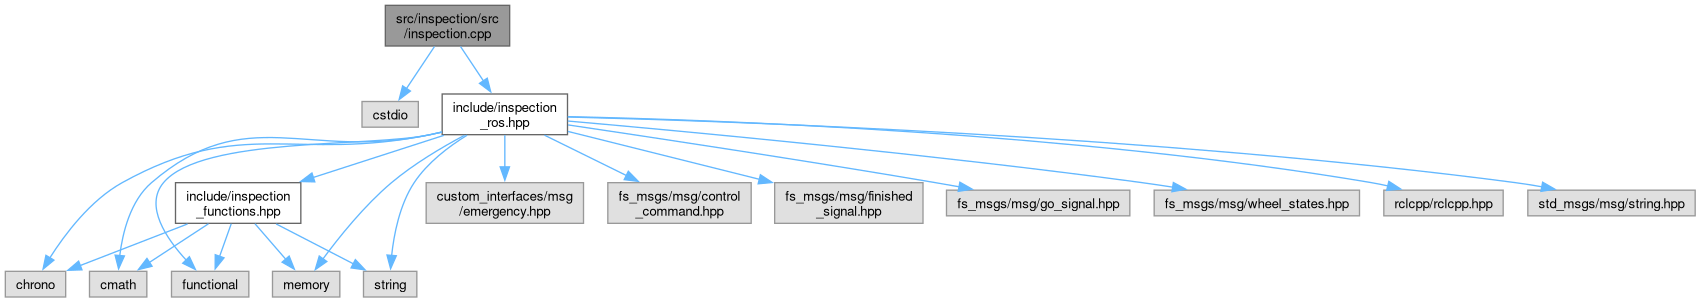 src/inspection/src
/inspection.cpp
cstdio
include/inspection
_ros.hpp
include/inspection
_functions.hpp
custom_interfaces/msg
/emergency.hpp
fs_msgs/msg/control
_command.hpp
fs_msgs/msg/finished
_signal.hpp
fs_msgs/msg/go_signal.hpp
fs_msgs/msg/wheel_states.hpp
rclcpp/rclcpp.hpp
std_msgs/msg/string.hpp
chrono
cmath
functional
memory
string